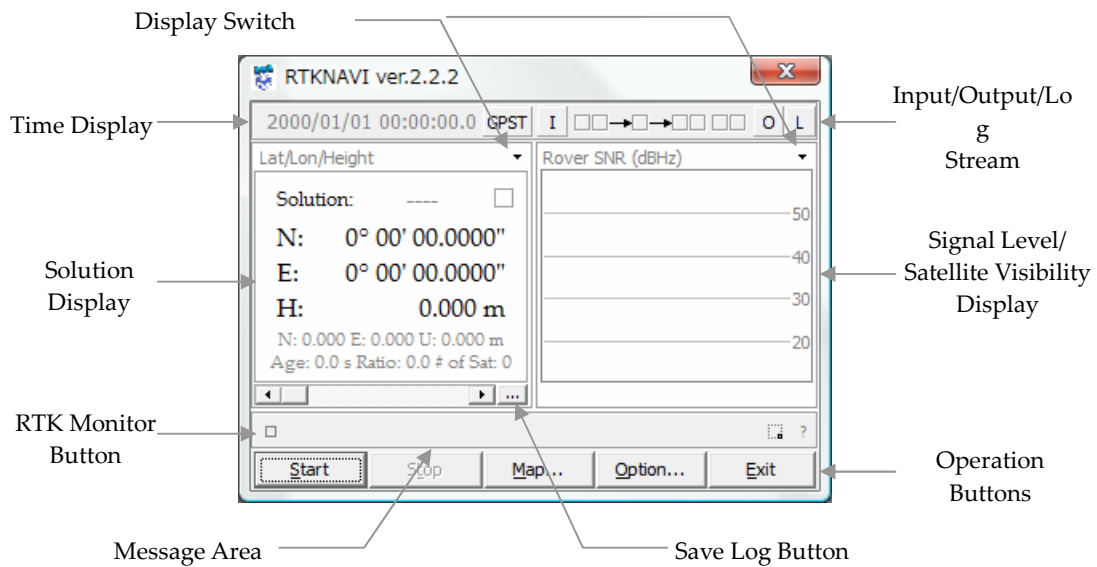 Display Switch
RTKNAVI ver.2.2.2
x
Input/Output/Lo
g
Stream
Time Display
2000/01/01 00:00:00.0 GPST I O L
Lat/Lon/Height
Rover SNR (dBHz)
Solution: ----
N: 0° 00' 00.0000"
E: 0° 00' 00.0000"
H: 0.000 m
N: 0.000 E: 0.000 U: 0.000 m
Age: 0.0 s Ratio: 0.0 # of Sat: 0
50
40
30
20
Solution
Display
Signal Level/
Satellite Visibility
Display
...
RTK Monitor
Button
?
Start Stop Map... Option... Exit
Operation
Buttons
Message Area
Save Log Button